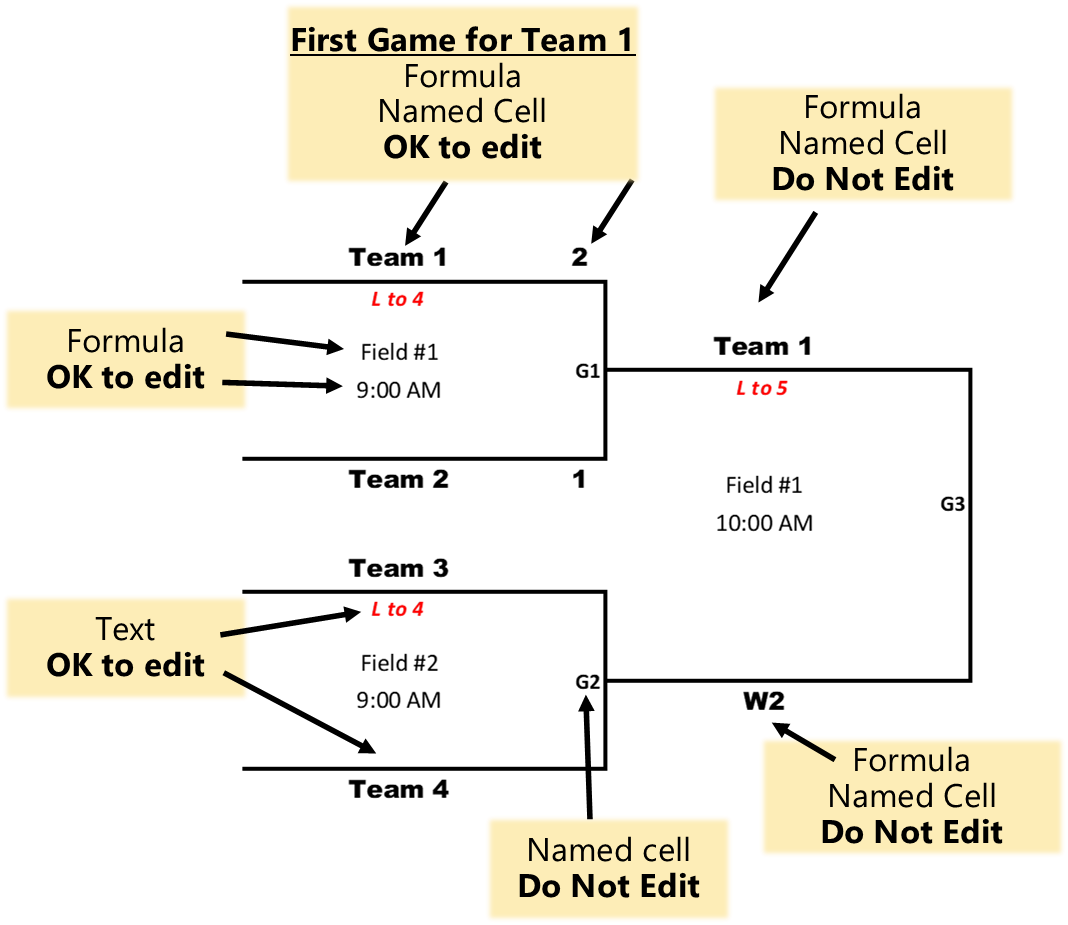 First Game for Team 1
Formula
Named Cell
OK to edit
Formula
Named Cell
Do Not Edit
Team 1 2
L to 4
Formula
OK to edit
Field #1
9:00 AM
G1
Team 2 1
Team 1
L to 5
Field #1
10:00 AM
G3
Team 3
L to 4
Text
OK to edit
Field #2
9:00 AM
G2
Team 4
W2
Formula
Named Cell
Do Not Edit
Named cell
Do Not Edit